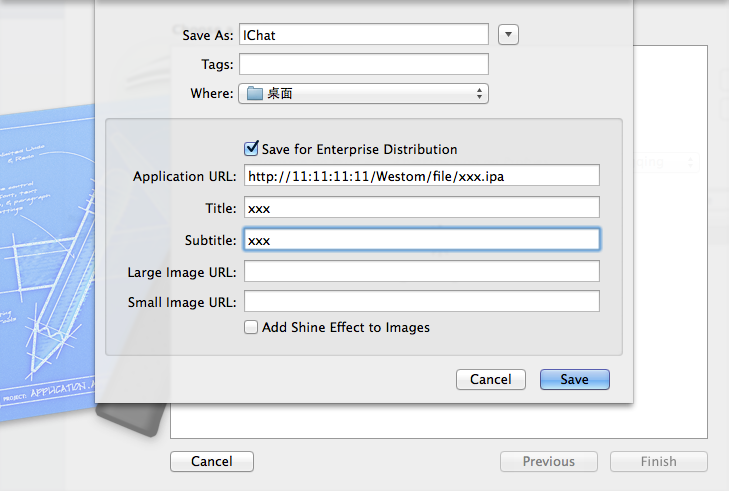 Save As: IChat
Tags:
Where: 桌面
Save for Enterprise Distribution
Application URL: http://11:11:11:11/Westom/file/xxx.ipa
Title: xxx
Subtitle: xxx
Large Image URL:
Small Image URL:
Add Shine Effect to Images
Cancel Save
PROJECT: APPLICATION.A
Cancel Previous Finish